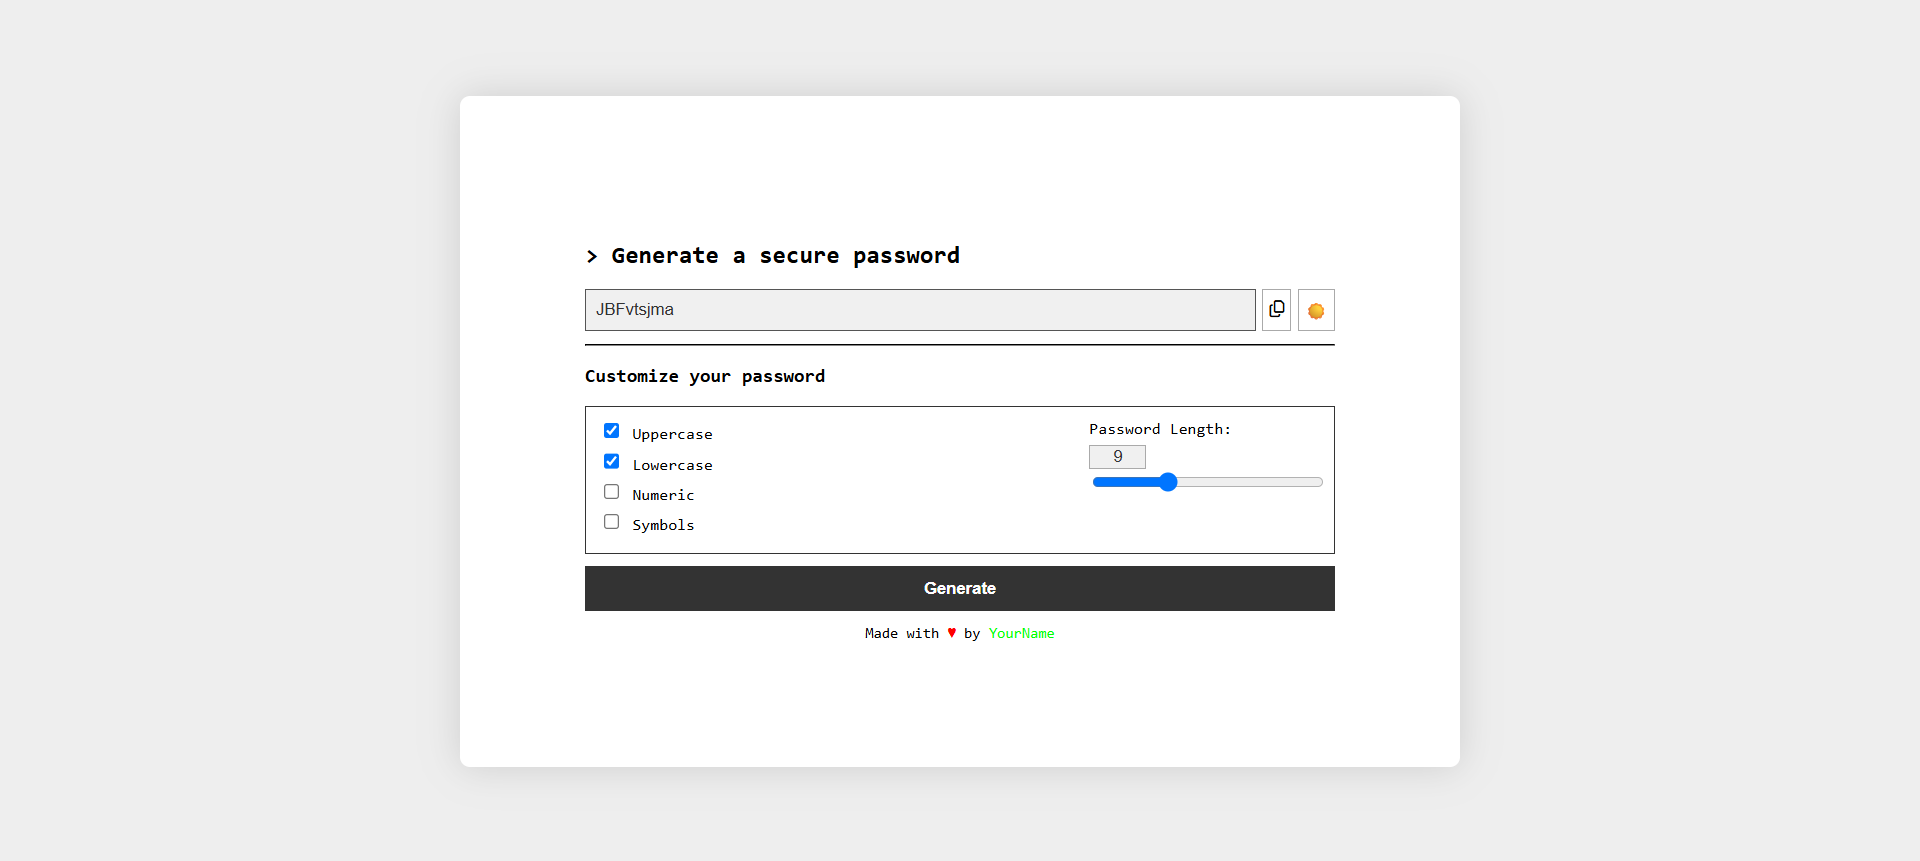 > Generate a secure password
JBFvtsjma
Customize your password
Uppercase
Lowercase
Numeric
Symbols
Password Length:
9
Generate
Made with ♥ by YourName